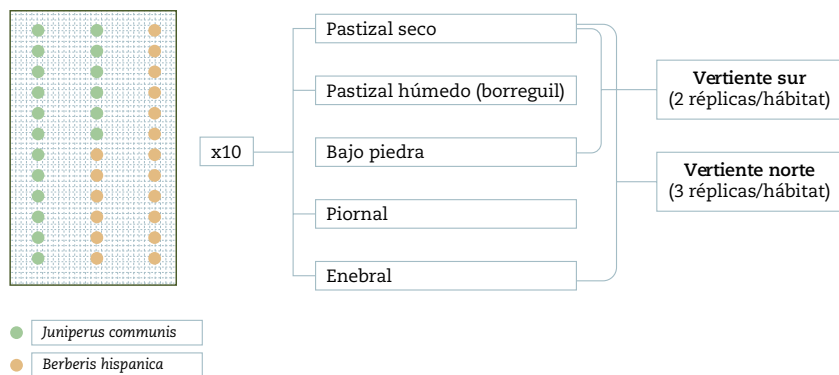 x10
Pastizal seco
Pastizal húmedo (borreguil)
Bajo piedra
Piornal
Enebral
Vertiente sur
(2 réplicas/hábitat)
Vertiente norte
(3 réplicas/hábitat)
Juniperus communis
Berberis hispanica